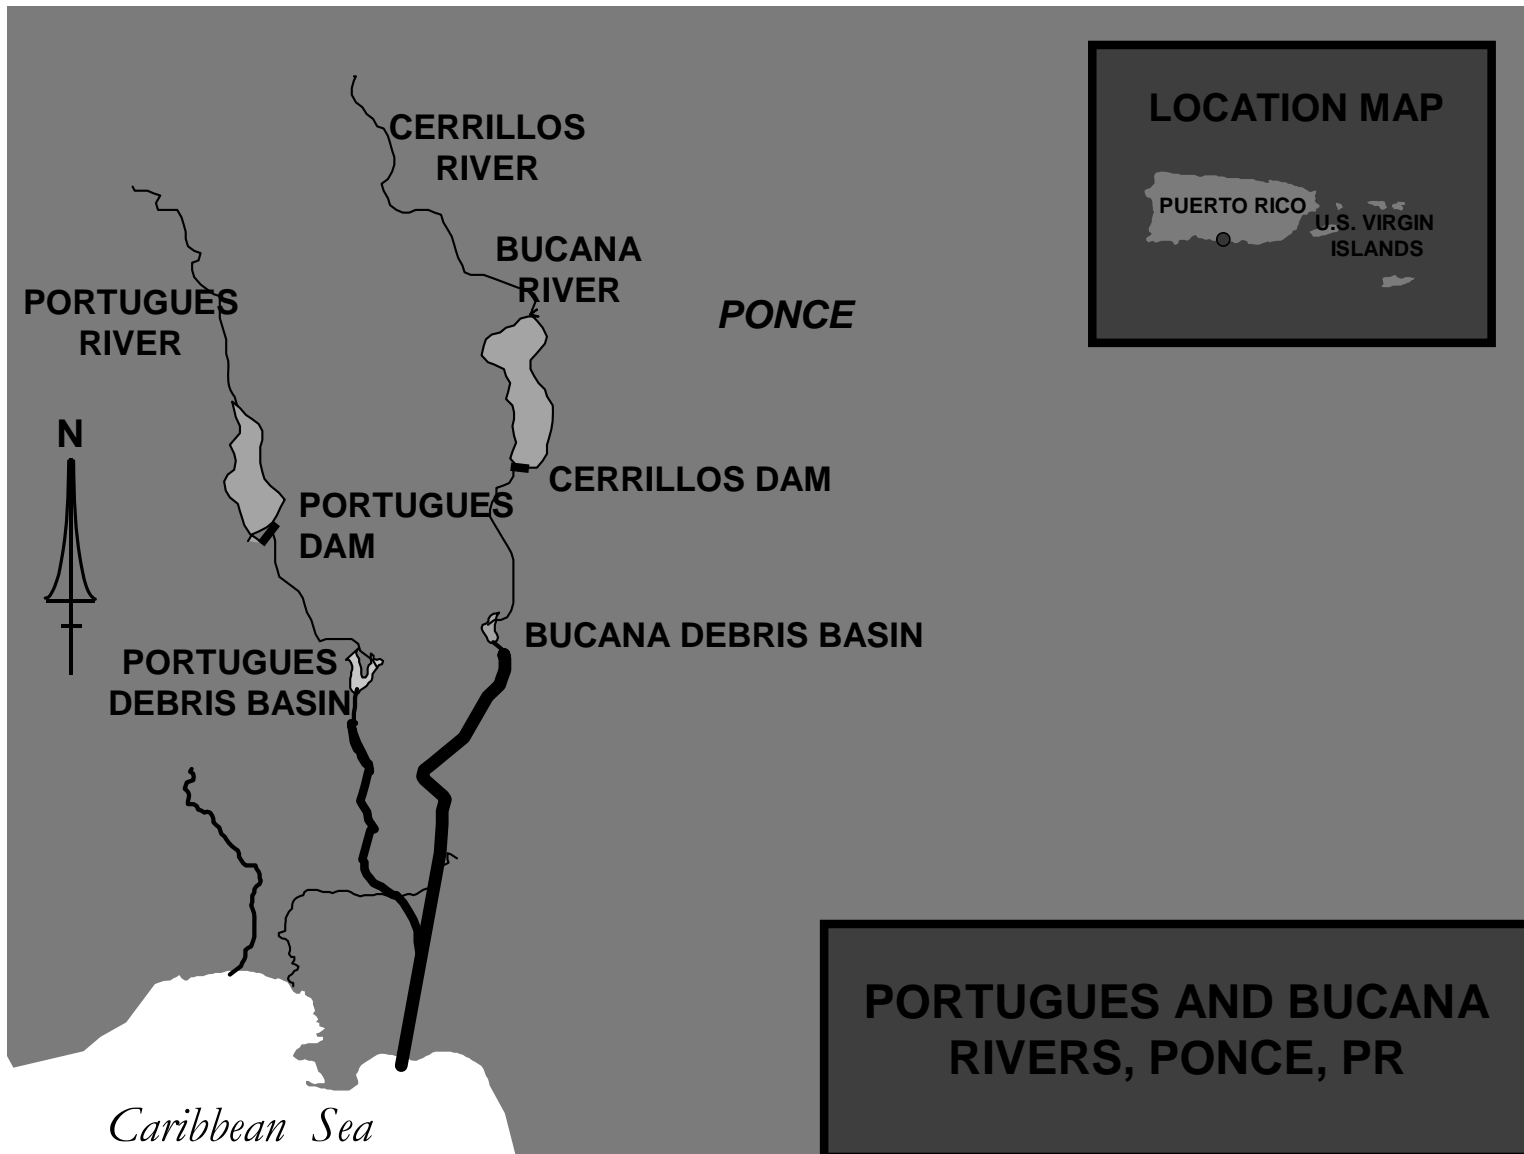 LOCATION MAP
PUERTO RICO
U.S. VIRGIN
ISLANDS
CERRILLOS
RIVER
BUCANA
RIVER
PORTUGUES
RIVER
PONCE
N
CERRILLOS DAM
PORTUGUES
DAM
BUCANA DEBRIS BASIN
PORTUGUES
DEBRIS BASIN
PORTUGUES AND BUCANA
RIVERS, PONCE, PR
Caribbean Sea